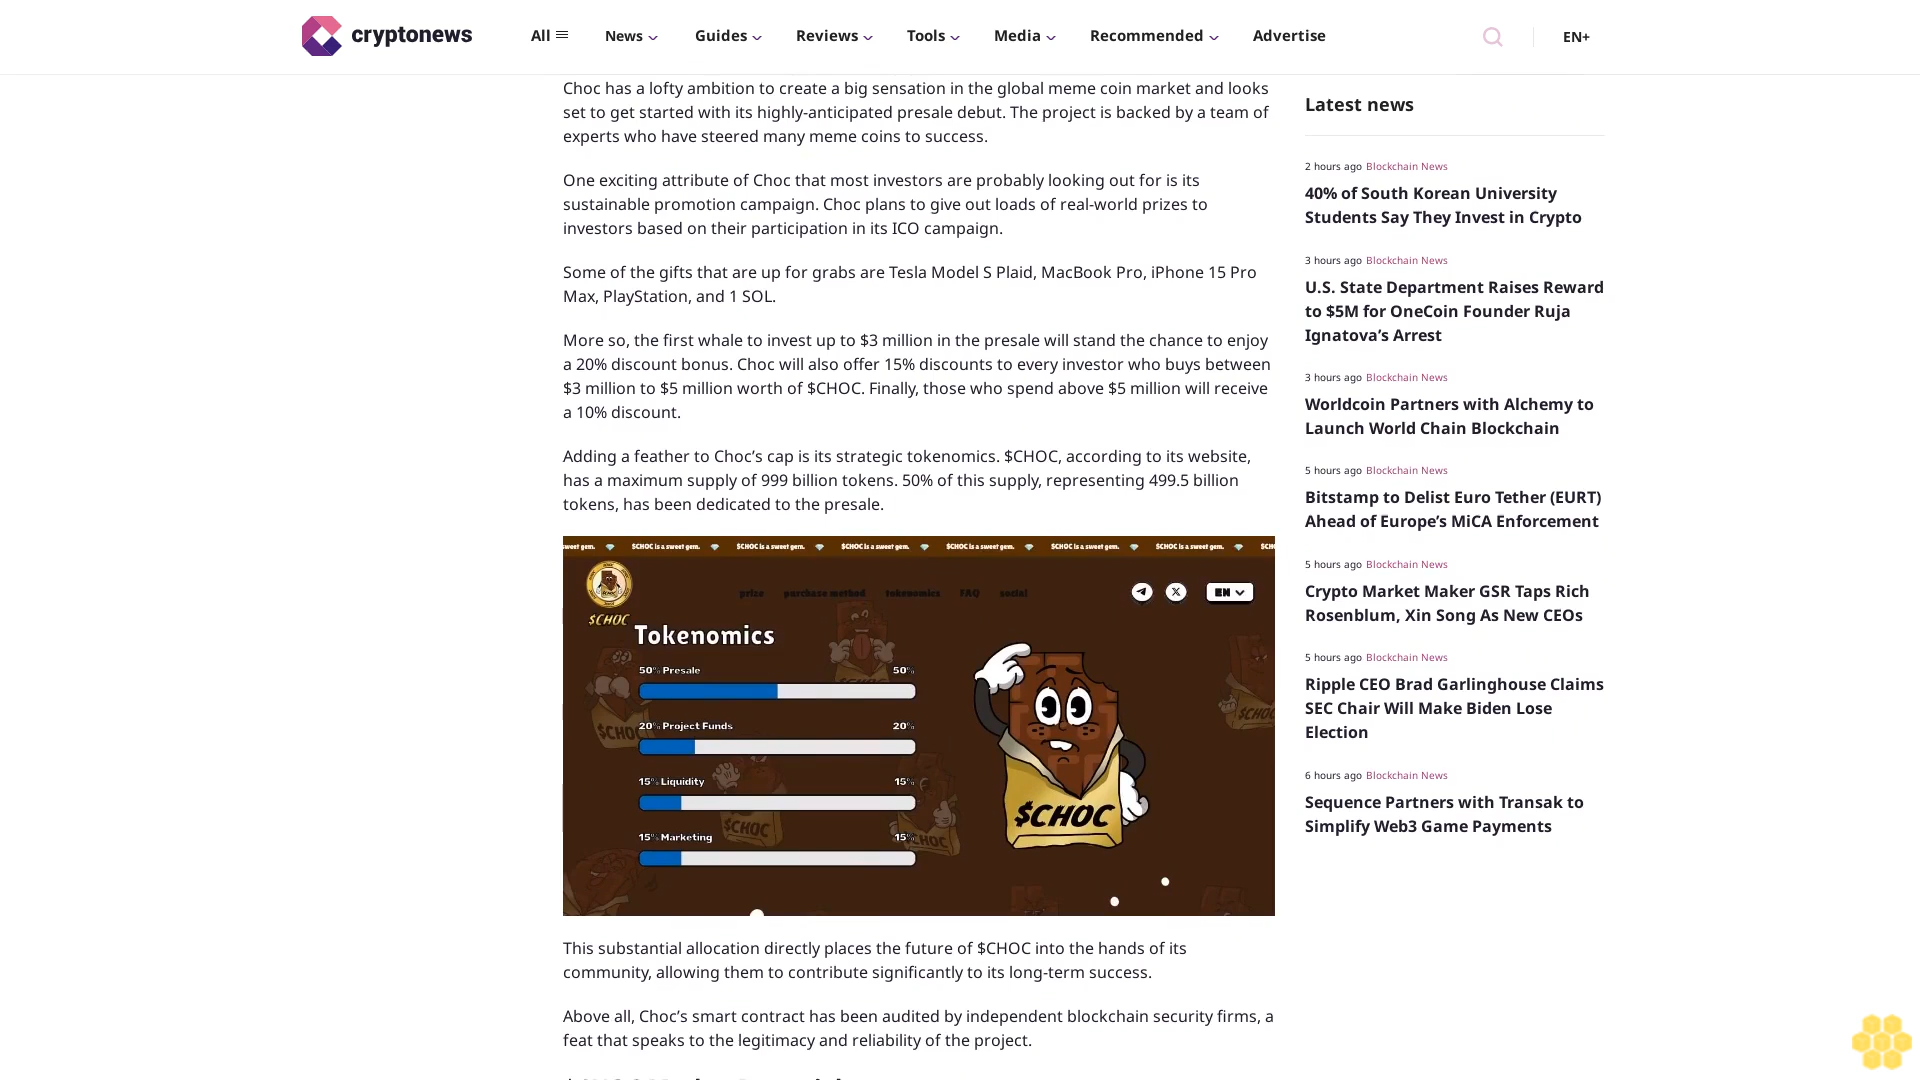 cryptonews
All
News
Guides
Reviews
Tools
Media
Recommended
Advertise
EN+
Choc has a lofty ambition to create a big sensation in the global meme coin market and looks
set to get started with its highly-anticipated presale debut. The project is backed by a team of
experts who have steered many meme coins to success.
One exciting attribute of Choc that most investors are probably looking out for is its
sustainable promotion campaign. Choc plans to give out loads of real-world prizes to
investors based on their participation in its ICO campaign.
Some of the gifts that are up for grabs are Tesla Model S Plaid, MacBook Pro, iPhone 15 Pro
Max, PlayStation, and 1 SOL.
More so, the first whale to invest up to $3 million in the presale will stand the chance to enjoy
a 20% discount bonus. Choc will also offer 15% discounts to every investor who buys between
$3 million to $5 million worth of $CHOC. Finally, those who spend above $5 million will receive
a 10% discount.
Adding a feather to Choc’s cap is its strategic tokenomics. $CHOC, according to its website,
has a maximum supply of 999 billion tokens. 50% of this supply, representing 499.5 billion
tokens, has been dedicated to the presale.
sweet gem. $CHOC is a sweet gem. $CHOC is a sweet gem. $CHOC is a sweet gem. $CHOC is a sweet gem. $CHOC is a sweet gem. $CHOC is a sweet gem.
prize purchase method tokenomics FAQ social
EN
$CHOC
Tokenomics
50% Presale 50%
20% Project Funds 20%
15% Liquidity 15%
15% Marketing 15%
$CHOC
This substantial allocation directly places the future of $CHOC into the hands of its
community, allowing them to contribute significantly to its long-term success.
Above all, Choc’s smart contract has been audited by independent blockchain security firms, a
feat that speaks to the legitimacy and reliability of the project.
Latest news
2 hours ago Blockchain News
40% of South Korean University
Students Say They Invest in Crypto
3 hours ago Blockchain News
U.S. State Department Raises Reward
to $5M for OneCoin Founder Ruja
Ignatova’s Arrest
3 hours ago Blockchain News
Worldcoin Partners with Alchemy to
Launch World Chain Blockchain
5 hours ago Blockchain News
Bitstamp to Delist Euro Tether (EURT)
Ahead of Europe’s MiCA Enforcement
5 hours ago Blockchain News
Crypto Market Maker GSR Taps Rich
Rosenblum, Xin Song As New CEOs
5 hours ago Blockchain News
Ripple CEO Brad Garlinghouse Claims
SEC Chair Will Make Biden Lose
Election
6 hours ago Blockchain News
Sequence Partners with Transak to
Simplify Web3 Game Payments